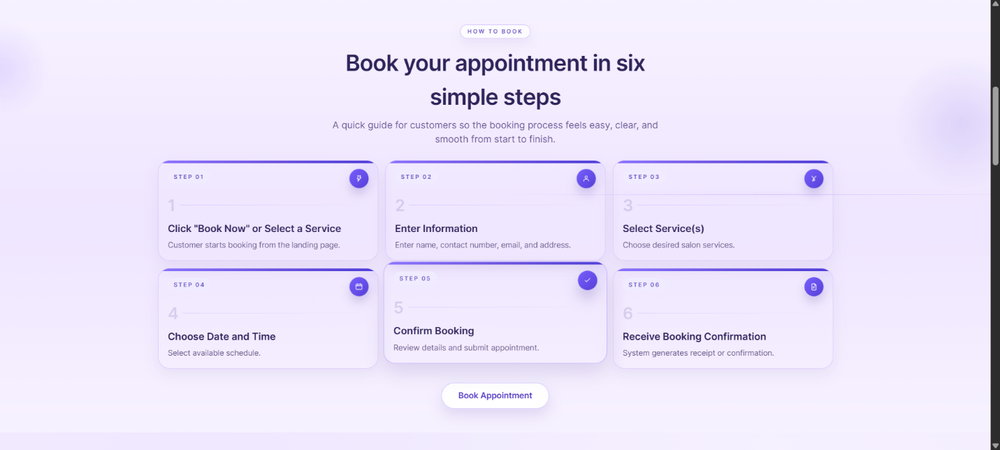 HOW TO BOOK
Book your appointment in six
simple steps
A quick guide for customers so the booking process feels easy, clear, and
smooth from start to finish.
STEP 01
1
Click "Book Now" or Select a Service
Customer starts booking from the landing page.
STEP 02
2
Enter Information
Enter name, contact number, email, and address.
STEP 03
3
Select Service(s)
Choose desired salon services.
STEP 04
4
Choose Date and Time
Select available schedule.
STEP 05
5
Confirm Booking
Review details and submit appointment.
STEP 06
6
Receive Booking Confirmation
System generates receipt or confirmation.
Book Appointment